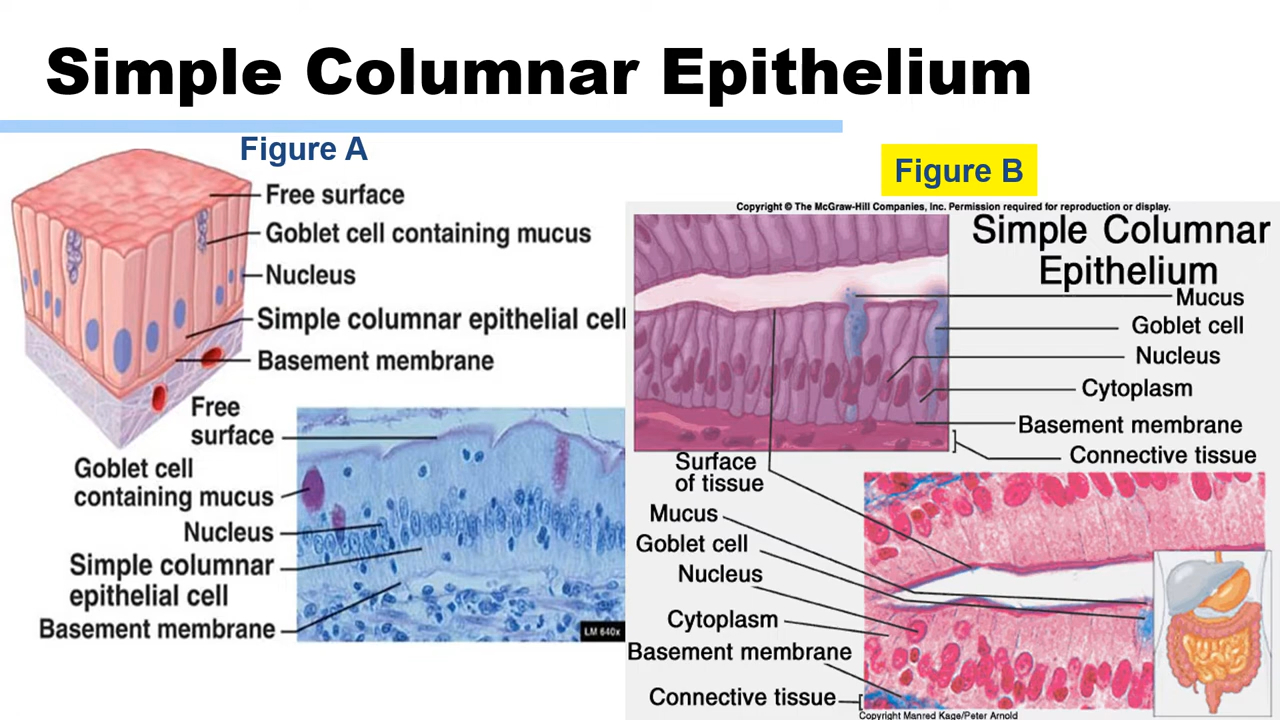 Simple Columnar Epithelium
Figure A
Free surface
Goblet cell containing mucus
Nucleus
Simple columnar epithelial cell
Basement membrane
Free
surface
Goblet cell
containing mucus
Nucleus
Simple columnar
epithelial cell
Basement membrane
LM 640x
Figure B
Copyright © The McGraw-Hill Companies, Inc. Permission required for reproduction or display.
Simple Columnar
Epithelium
Mucus
Goblet cell
Nucleus
Cytoplasm
Basement membrane
Connective tissue
Surface
of tissue
Mucus
Goblet cell
Nucleus
Cytoplasm
Basement membrane
Connective tissue
Copyright Manred Kage/Peter Arnold